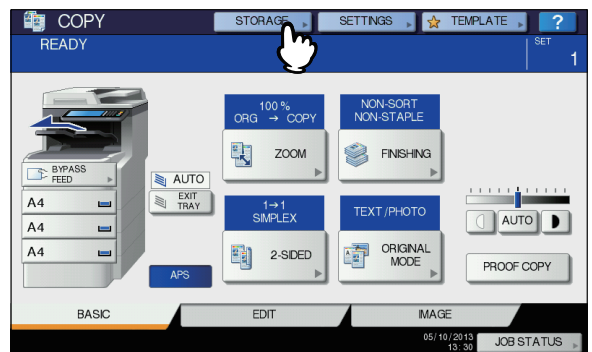 COPY
STORAGE
SETTINGS
TEMPLATE
?
READY
SET
1
100 %
ORG → COPY
NON-SORT
NON-STAPLE
ZOOM
FINISHING
BYPASS
FEED
AUTO
EXIT
TRAY
A4
A4
A4
1→1
SIMPLEX
TEXT/PHOTO
2-SIDED
ORIGINAL
MODE
AUTO
PROOF COPY
APS
BASIC
EDIT
IMAGE
05/10/2013
13:30
JOB STATUS